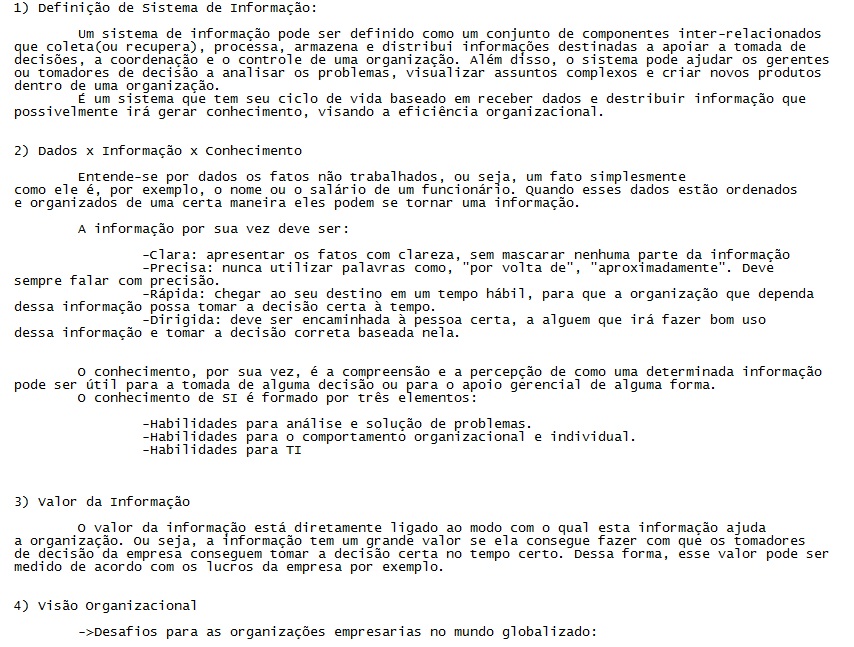 1) Definição de Sistema de Informação:
Um sistema de informação pode ser definido como um conjunto de componentes inter-relacionados
que coleta(ou recupera), processa, armazena e distribui informações destinadas a apoiar a tomada de
decisões, a coordenação e o controle de uma organização. Além disso, o sistema pode ajudar os gerentes
ou tomadores de decisão a analisar os problemas, visualizar assuntos complexos e criar novos produtos
dentro de uma organização.
É um sistema que tem seu ciclo de vida baseado em receber dados e destribuir informação que
possivelmente irá gerar conhecimento, visando a eficiência organizacional.
2) Dados x Informação x Conhecimento
Entende-se por dados os fatos não trabalhados, ou seja, um fato simplesmente
como ele é, por exemplo, o nome ou o salário de um funcionário. Quando esses dados estão ordenados
e organizados de uma certa maneira eles podem se tornar uma informação.
A informação por sua vez deve ser:
-Clara: apresentar os fatos com clareza, sem mascarar nenhuma parte da informação
-Precisa: nunca utilizar palavras como, "por volta de", "aproximadamente". Deve
sempre falar com precisão.
-Rápida: chegar ao seu destino em um tempo hábil, para que a organização que dependa
dessa informação possa tomar a decisão certa à tempo.
-Dirigida: deve ser encaminhada à pessoa certa, a alguem que irá fazer bom uso
dessa informação e tomar a decisão correta baseada nela.
O conhecimento, por sua vez, é a compreensão e a percepção de como uma determinada informação
pode ser útil para a tomada de alguma decisão ou para o apoio gerencial de alguma forma.
O conhecimento de SI é formado por três elementos:
-Habilidades para análise e solução de problemas.
-Habilidades para o comportamento organizacional e individual.
-Habilidades para TI
3) Valor da Informação
O valor da informação está diretamente ligado ao modo com o qual esta informação ajuda
a organização. Ou seja, a informação tem um grande valor se ela consegue fazer com que os tomadores
de decisão da empresa conseguem tomar a decisão certa no tempo certo. Dessa forma, esse valor pode ser
medido de acordo com os lucros da empresa por exemplo.
4) Visão Organizacional
->Desafios para as organizações empresarias no mundo globalizado: